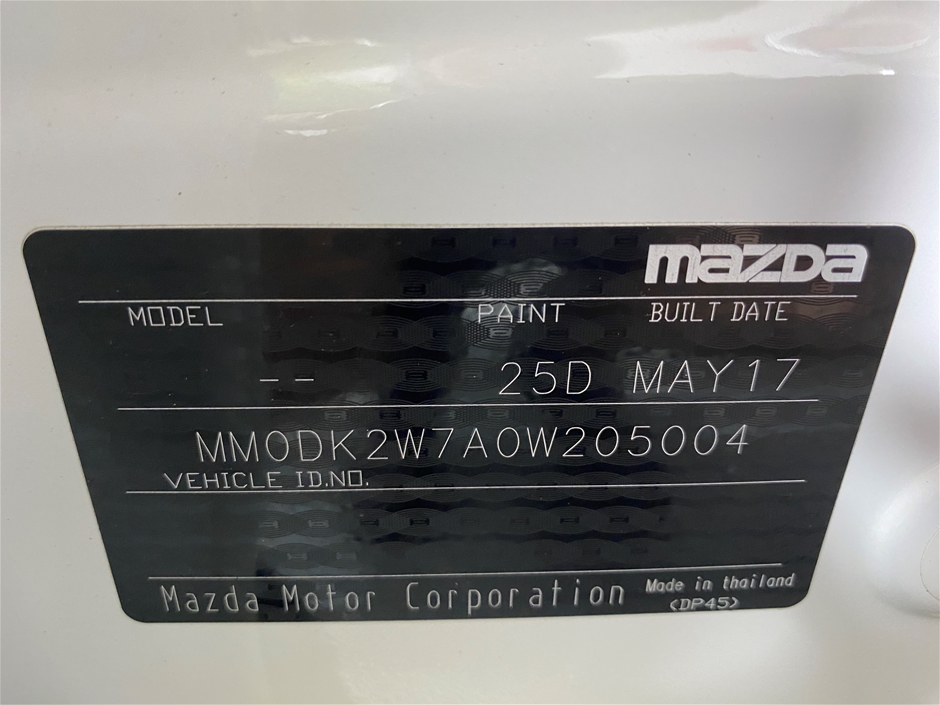 mazda
MODEL PAINT BUILT DATE
-- 25D MAY17
MM0DK2W7A0W205004
VEHICLE ID.NO.
Mazda Motor Corporation Made in thailand
<DP45>